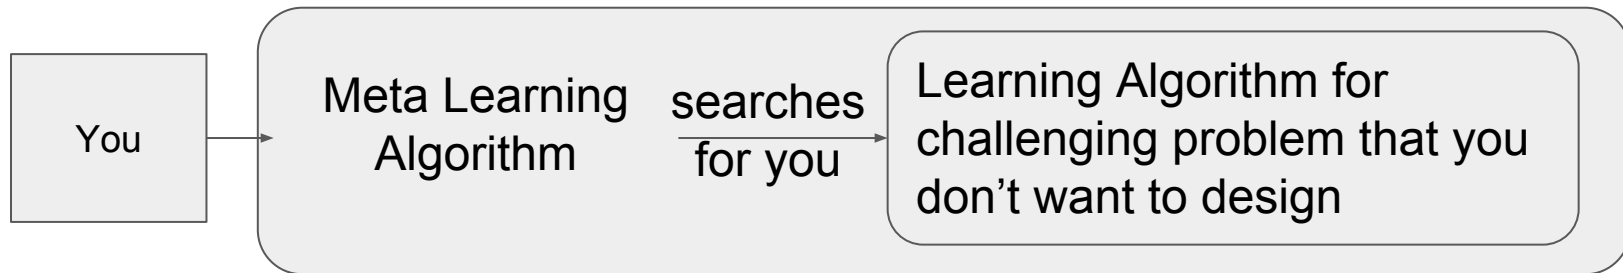 You
Meta Learning
Algorithm
searches
for you
Learning Algorithm for
challenging problem that you
don’t want to design